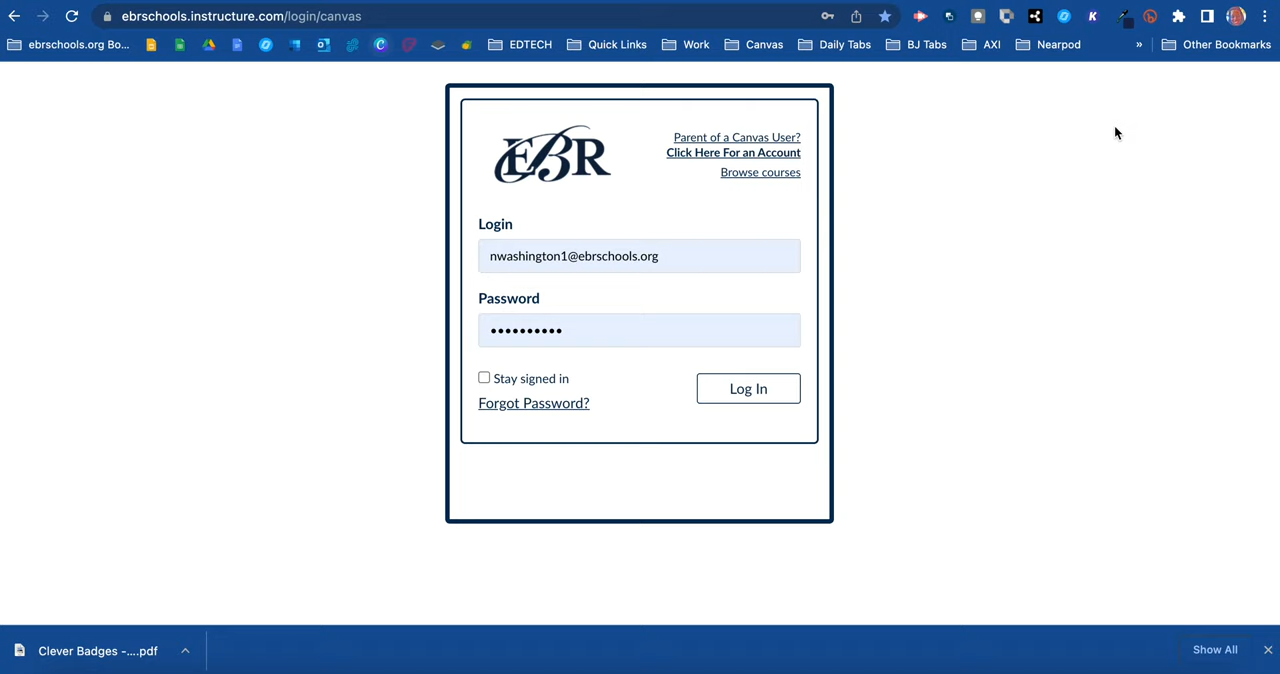 ebrschools.instructure.com/login/canvas
ebrschools.org Bo... EDTECH Quick Links Work Canvas Daily Tabs BJ Tabs AXI Nearpod » Other Bookmarks
EBR
Parent of a Canvas User?
Click Here For an Account
Browse courses
Login
nwashington1@ebrschools.org
Password
••••••••••
Stay signed in
Log In
Forgot Password?
Clever Badges -....pdf
Show All